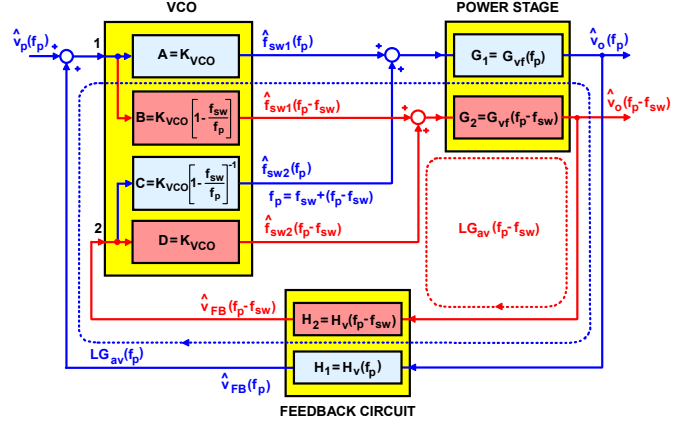 VCO
POWER STAGE
v̂p(fp)
+
+
1
A=KVCO
f̂sw1(fp)
+
+
G1= Gvf(fp)
v̂o(fp)
B=KVCO[1-fsw/fp]
f̂sw1(fp-fsw)
+
+
G2=Gvf(fp-fsw)
v̂o(fp-fsw)
C=KVCO[1-fsw/fp]-1
f̂sw2(fp)
fp= fsw+(fp-fsw)
2
D=KVCO
f̂sw2(fp-fsw)
LGav(fp-fsw)
v̂FB(fp-fsw)
H2=Hv(fp-fsw)
LGav(fp)
v̂FB(fp)
H1=Hv(fp)
FEEDBACK CIRCUIT